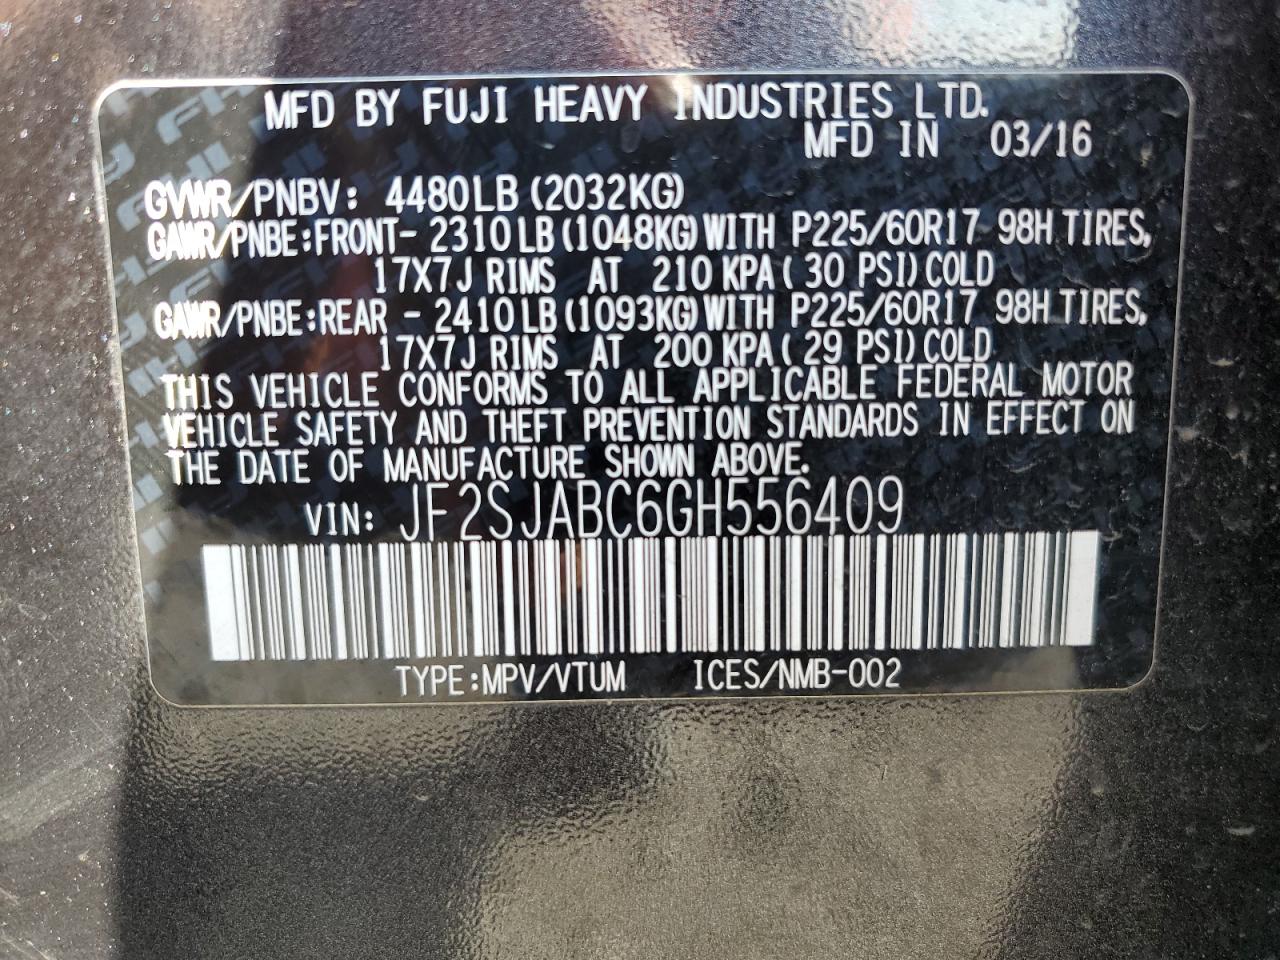 MFD BY FUJI HEAVY INDUSTRIES LTD.
MFD IN 03/16
GVWR/PNBV: 4480LB (2032KG)
GAWR/PNBE:FRONT- 2310LB(1048KG)WITH P225/60R17 98H TIRES,
17X7J RIMS AT 210 KPA( 30 PSI)COLD
GAWR/PNBE:REAR - 2410LB(1093KG)WITH P225/60R17 98H TIRES,
17X7J RIMS AT 200 KPA( 29 PSI)COLD
THIS VEHICLE CONFORMS TO ALL APPLICABLE FEDERAL MOTOR
VEHICLE SAFETY AND THEFT PREVENTION STANDARDS IN EFFECT ON
THE DATE OF MANUFACTURE SHOWN ABOVE.
VIN: JF2SJABC6GH556409
TYPE:MPV/VTUM ICES/NMB-002